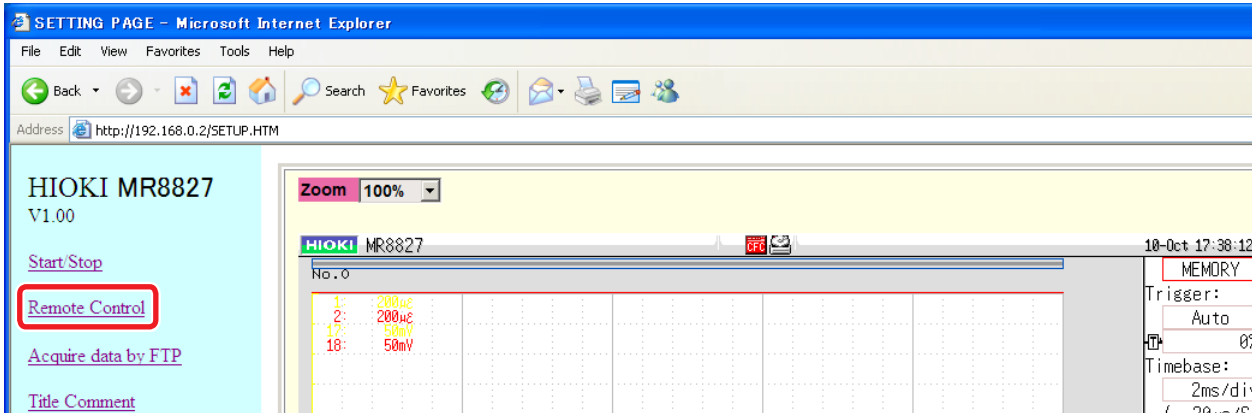 SETTING PAGE - Microsoft Internet Explorer
File Edit View Favorites Tools Help
Back Search Favorites
Address http://192.168.0.2/SETUP.HTM
HIOKI MR8827
V1.00
Start/Stop
Remote Control
Acquire data by FTP
Title Comment
Zoom 100%
HIOKI MR8827 CFC 10-Oct 17:38:12
No.0
1: 200με
2: 200με
17: 50mV
18: 50mV
MEMORY
Trigger:
Auto
T 0%
Timebase:
2ms/div